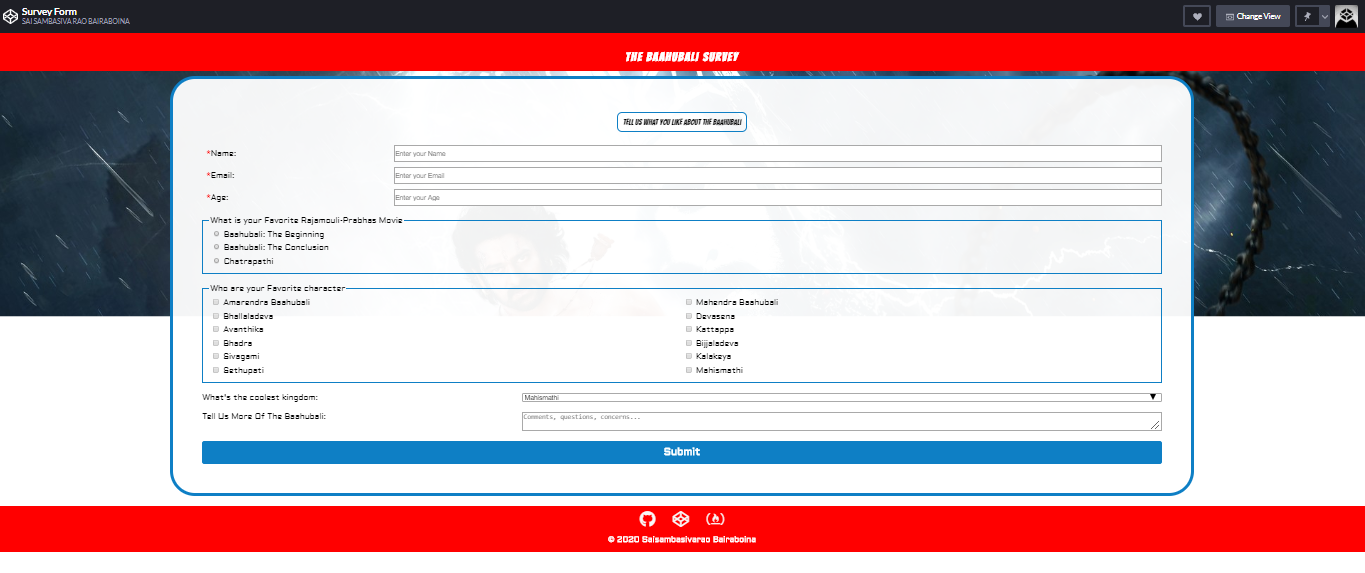 Survey Form
SAI SAMBASIVA RAO BAIRABOINA
Change View
THE BAAHUBALI SURVEY
TELL US WHAT YOU LIKE ABOUT THE BAAHUBALI
*Name:
Enter your Name
*Email:
Enter your Email
*Age:
Enter your Age
What is your Favorite Rajamouli-Prabhas Movie
Baahubali: The Beginning
Baahubali: The Conclusion
Chatrapathi
Who are your Favorite character
Amarendra Baahubali
Mahendra Baahubali
Bhallaladeva
Devasena
Avanthika
Kattappa
Bhadra
Bijjaladeva
Sivagami
Kalakeya
Sethupati
Mahismathi
What's the coolest kingdom:
Mahismathi
Tell Us More Of The Baahubali:
Comments, questions, concerns...
Submit
© 2020 Saisambasivarao Bairaboina